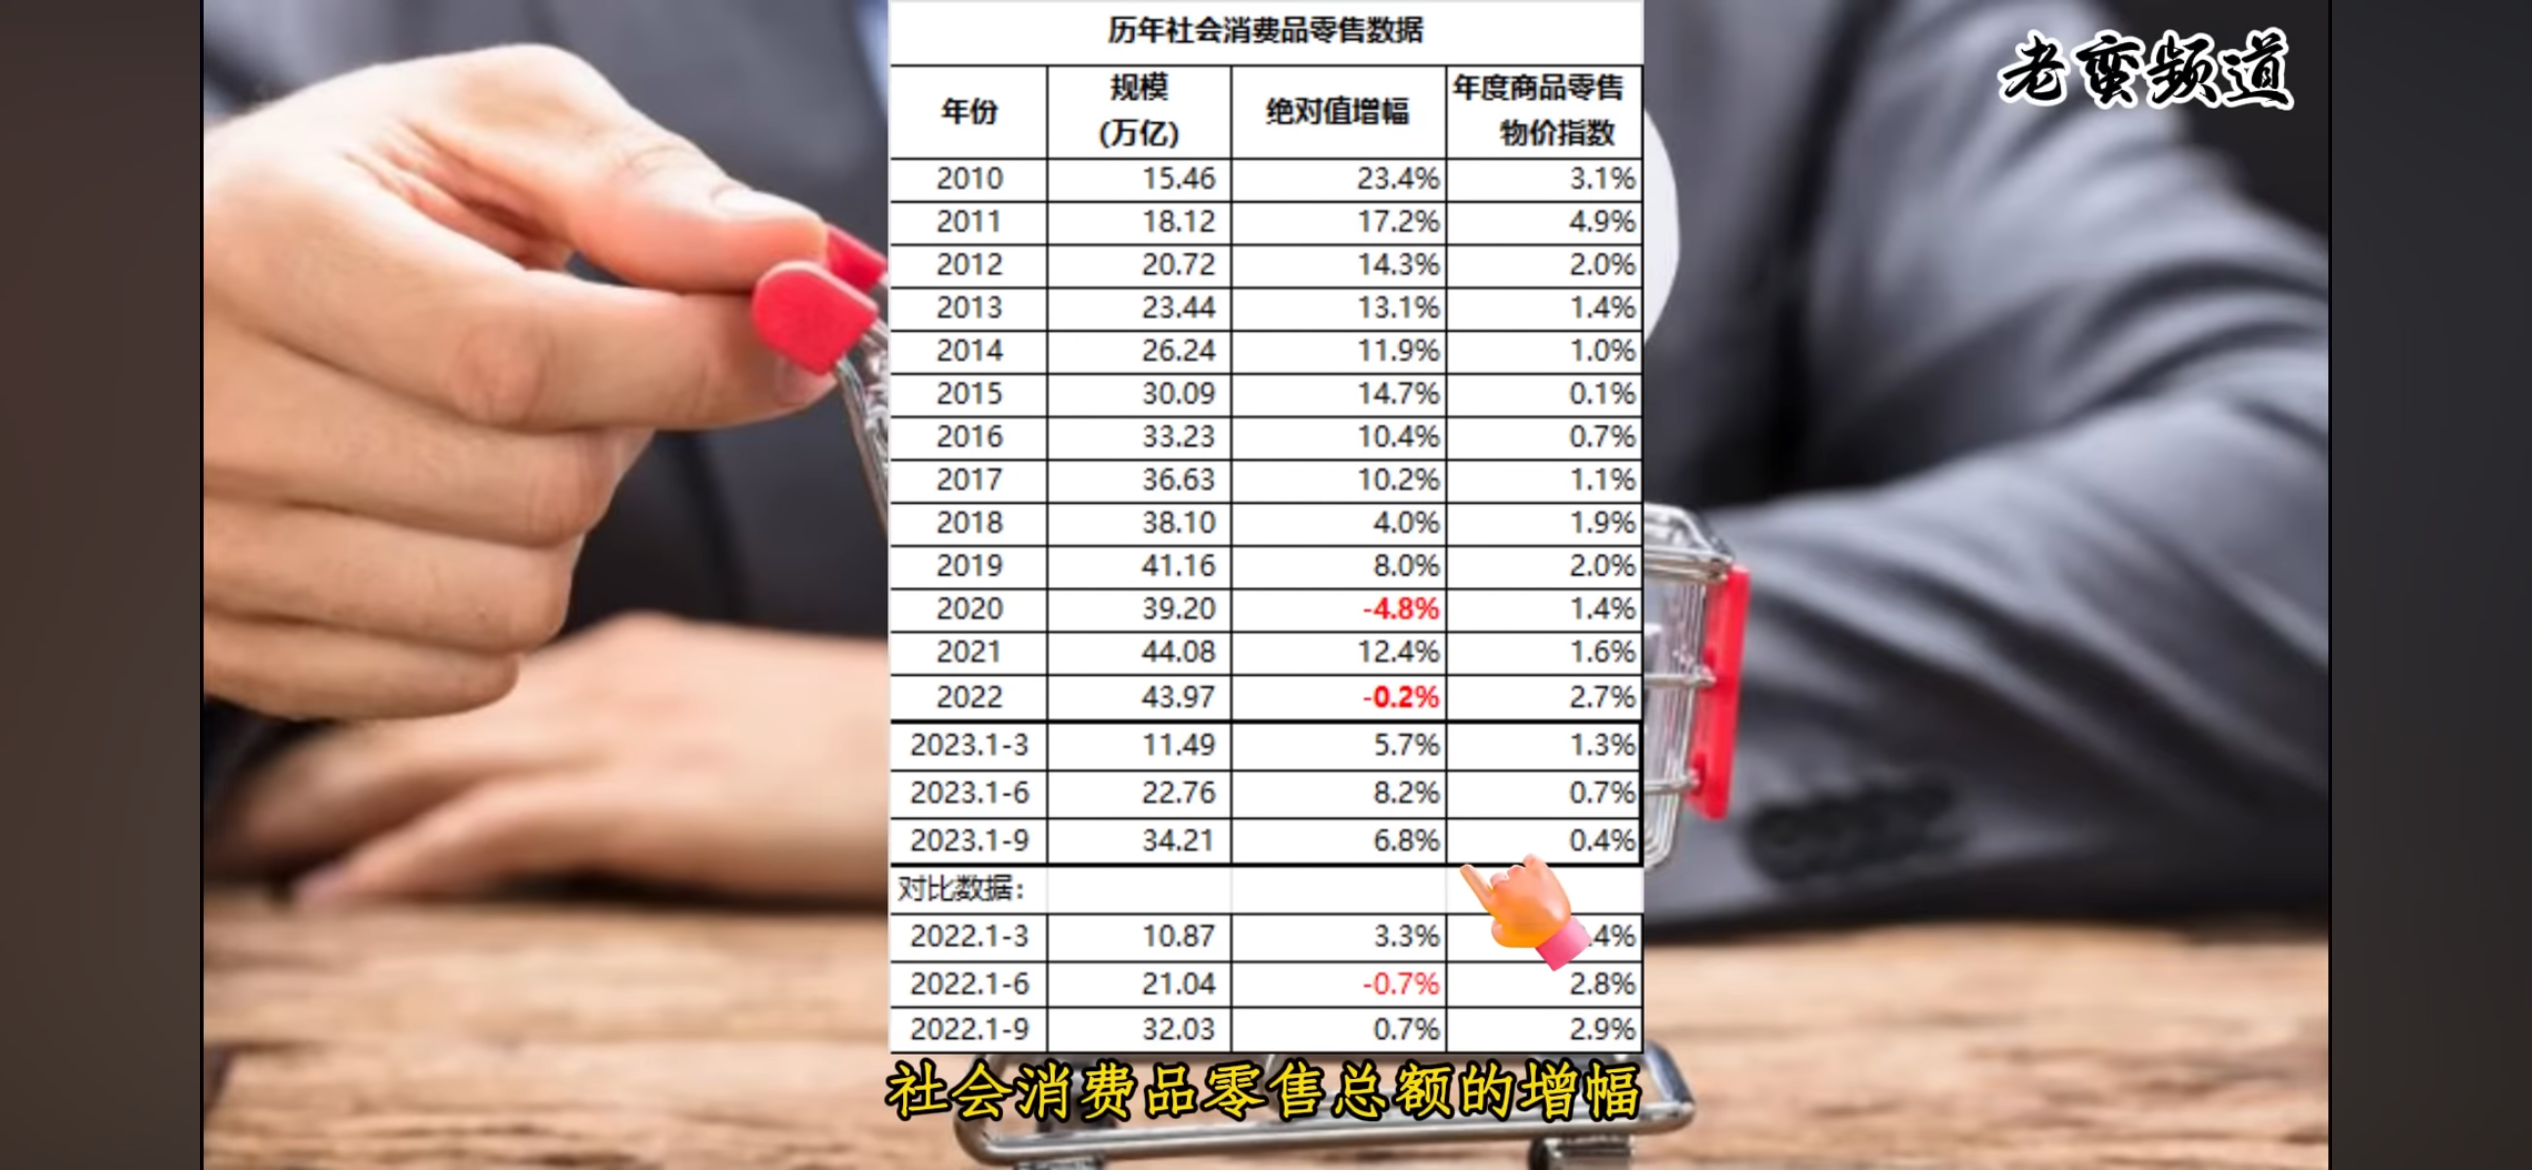 老蛮频道
历年社会消费品零售数据
年份 规模(万亿) 绝对值增幅 年度商品零售物价指数
2010 15.46 23.4% 3.1%
2011 18.12 17.2% 4.9%
2012 20.72 14.3% 2.0%
2013 23.44 13.1% 1.4%
2014 26.24 11.9% 1.0%
2015 30.09 14.7% 0.1%
2016 33.23 10.4% 0.7%
2017 36.63 10.2% 1.1%
2018 38.10 4.0% 1.9%
2019 41.16 8.0% 2.0%
2020 39.20 -4.8% 1.4%
2021 44.08 12.4% 1.6%
2022 43.97 -0.2% 2.7%
2023.1-3 11.49 5.7% 1.3%
2023.1-6 22.76 8.2% 0.7%
2023.1-9 34.21 6.8% 0.4%
对比数据：
2022.1-3 10.87 3.3% .4%
2022.1-6 21.04 -0.7% 2.8%
2022.1-9 32.03 0.7% 2.9%
社会消费品零售总额的增幅